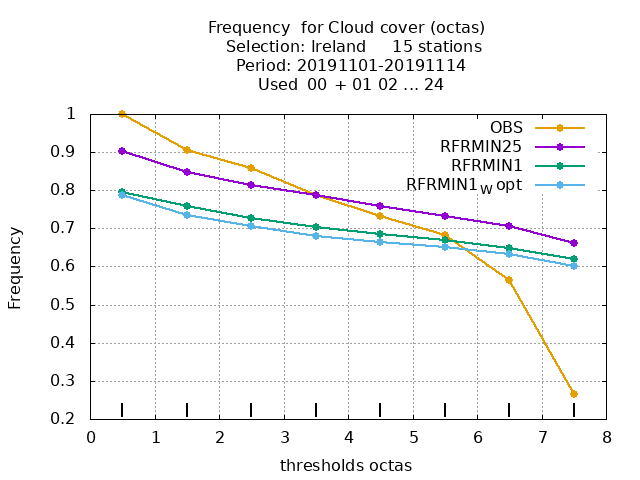 Frequency  for Cloud cover (octas)
Selection: Ireland     15 stations
Period: 20191101-20191114
Used  00  + 01 02 ... 24
OBS
RFRMIN25
RFRMIN1
RFRMIN1W opt
1
0.9
0.8
0.7
0.6
0.5
0.4
0.3
0.2
Frequency
0 1 2 3 4 5 6 7 8
thresholds octas